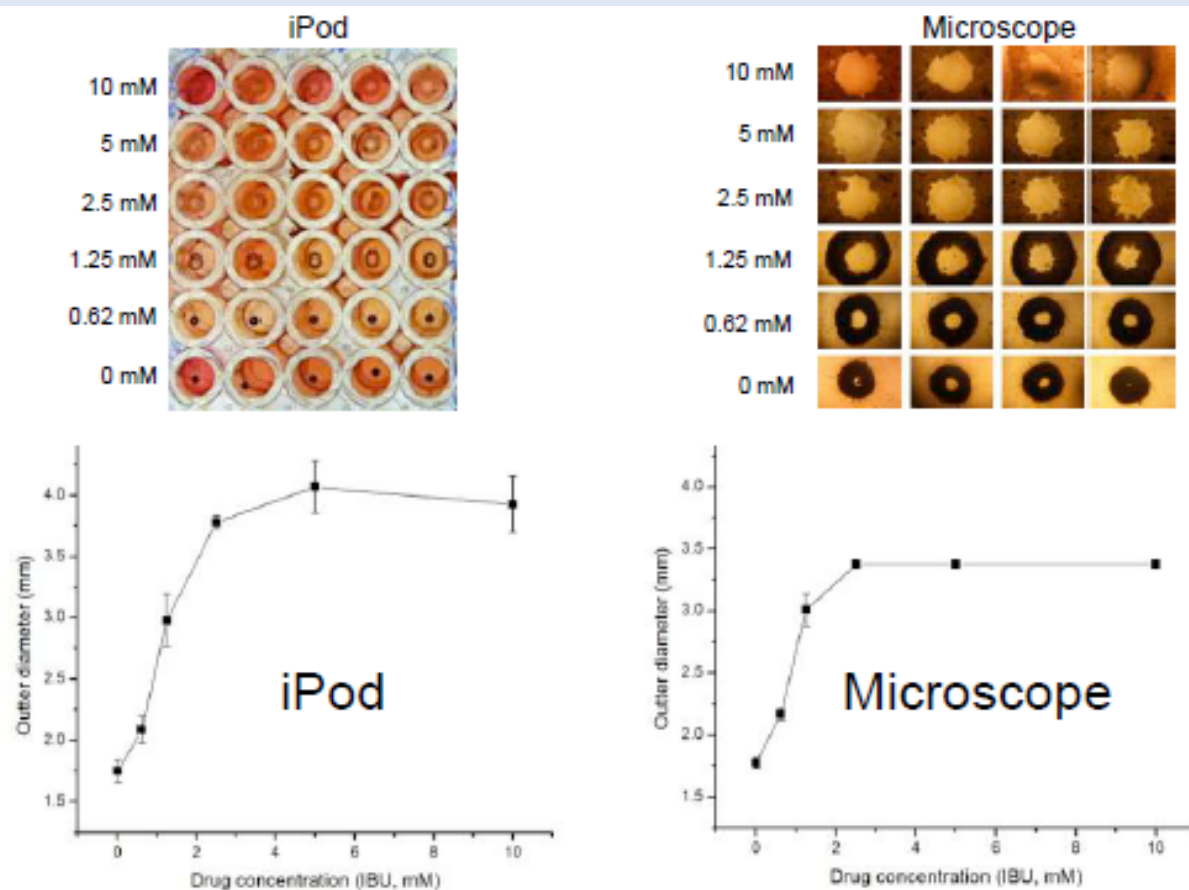 iPod
10 mM
5 mM
2.5 mM
1.25 mM
0.62 mM
0 mM
Microscope
10 mM
5 mM
2.5 mM
1.25 mM
0.62 mM
0 mM
4.0
3.5
3.0
2.5
2.0
1.5
Outter diameter (mm)
iPod
0 2 4 6 8 10
Drug concentration (IBU, mM)
4.0
3.5
3.0
2.5
2.0
1.5
Outter diameter (mm)
Microscope
0 2 4 6 8 10
Drug concentration (IBU, mM)